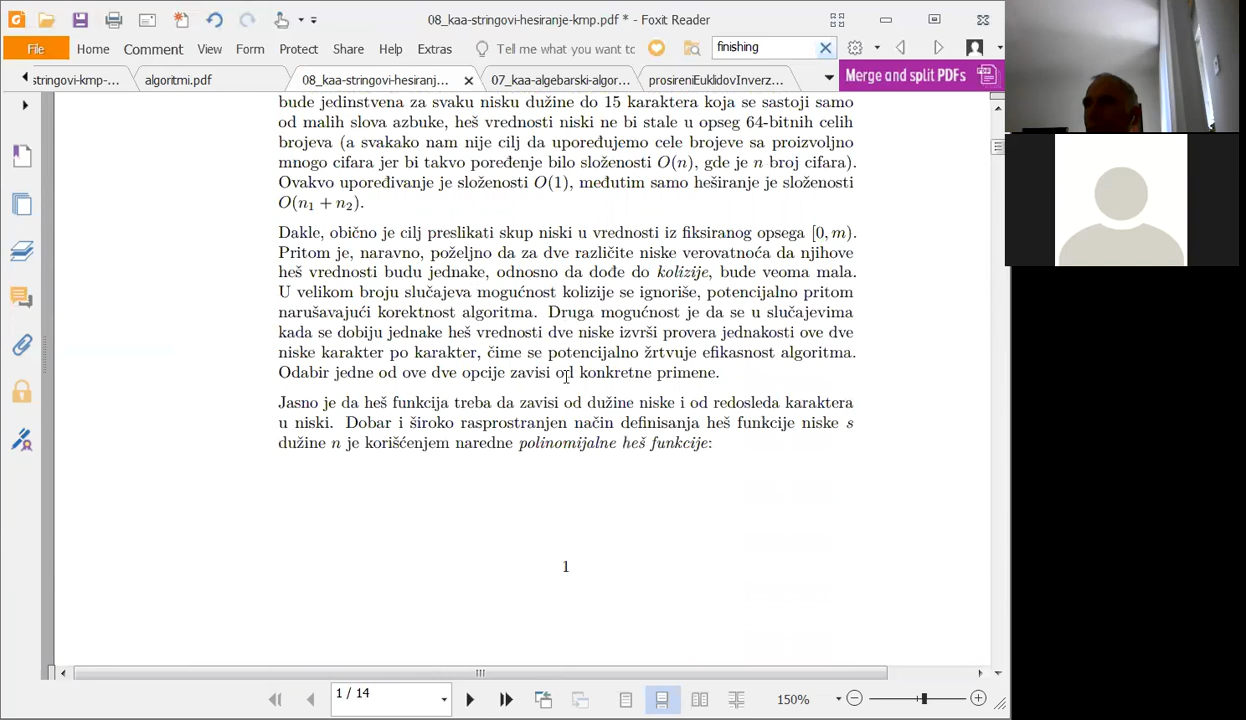 08_kaa-stringovi-hesiranje-kmp.pdf * - Foxit Reader
File Home Comment View Form Protect Share Help Extras Tell me what you want to finishing
stringovi-kmp-... algoritmi.pdf 08_kaa-stringovi-hesiranj... 07_kaa-algebarski-algor... prosireniEuklidovInverz... Merge and split PDFs
bude jedinstvena za svaku nisku dužine do 15 karaktera koja se sastoji samo
od malih slova azbuke, heš vrednosti niski ne bi stale u opseg 64-bitnih celih
brojeva (a svakako nam nije cilj da upoređujemo cele brojeve sa proizvoljno
mnogo cifara jer bi takvo poređenje bilo složenosti O(n), gde je n broj cifara).
Ovakvo upoređivanje je složenosti O(1), međutim samo heširanje je složenosti
O(n₁ + n₂).
Dakle, obično je cilj preslikati skup niski u vrednosti iz fiksiranog opsega [0, m).
Pritom je, naravno, poželjno da za dve različite niske verovatnoća da njihove
heš vrednosti budu jednake, odnosno da dođe do kolizije, bude veoma mala.
U velikom broju slučajeva mogućnost kolizije se ignoriše, potencijalno pritom
narušavajući korektnost algoritma. Druga mogućnost je da se u slučajevima
kada se dobiju jednake heš vrednosti dve niske izvrši provera jednakosti ove dve
niske karakter po karakter, čime se potencijalno žrtvuje efikasnost algoritma.
Odabir jedne od ove dve opcije zavisi od konkretne primene.
Jasno je da heš funkcija treba da zavisi od dužine niske i od redosleda karaktera
u niski. Dobar i široko rasprostranjen način definisanja heš funkcije niske s
dužine n je korišćenjem naredne polinomijalne heš funkcije:
1
1 / 14 150%